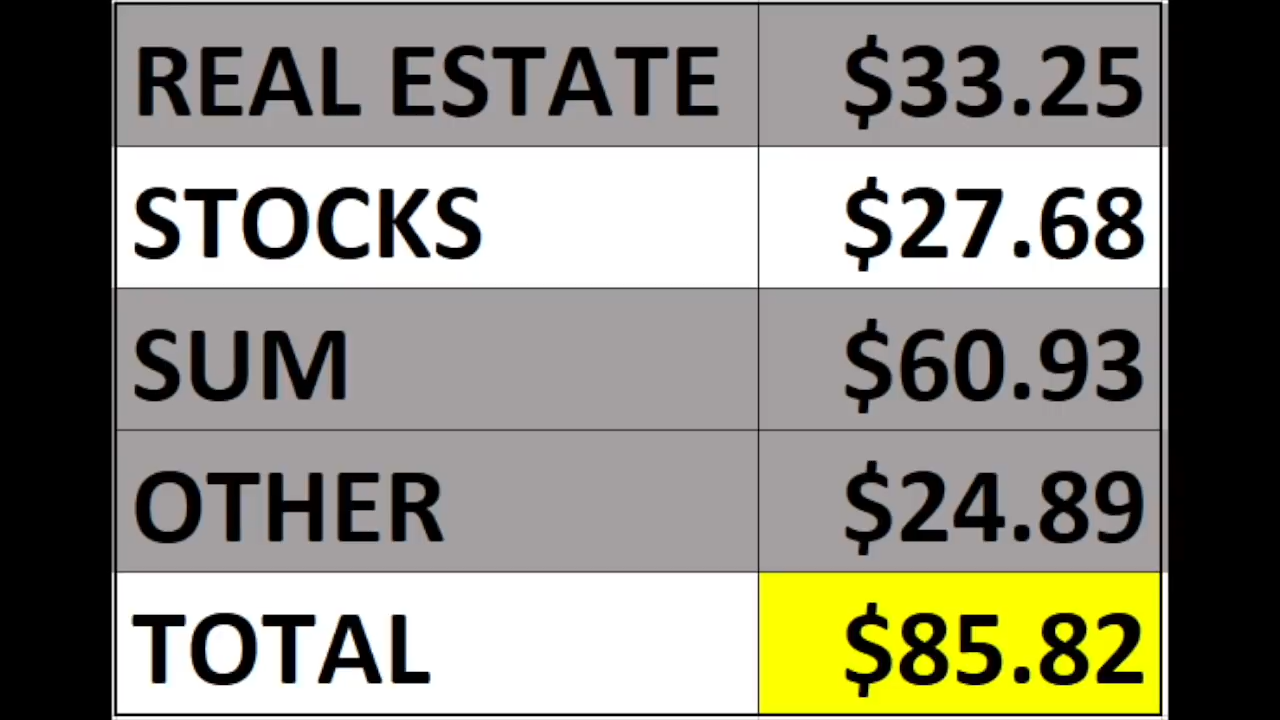 REAL ESTATE $33.25
STOCKS $27.68
SUM $60.93
OTHER $24.89
TOTAL $85.82